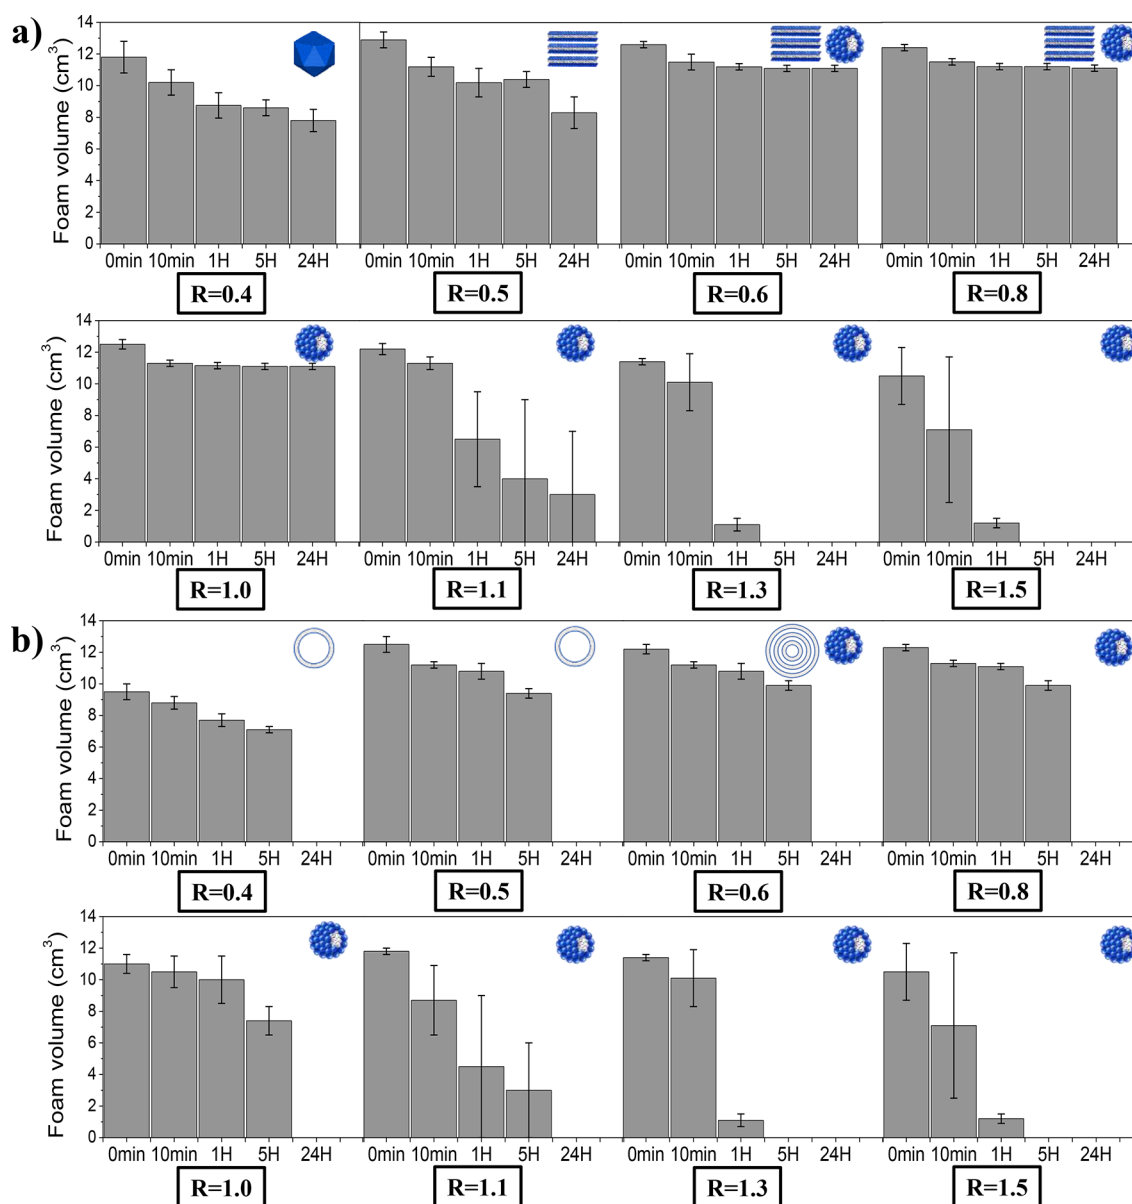 a)
Foam volume (cm³)
14
12
10
8
6
4
2
0
0min 10min 1H 5H 24H 0min 10min 1H 5H 24H 0min 10min 1H 5H 24H 0min 10min 1H 5H 24H
R=0.4 R=0.5 R=0.6 R=0.8
Foam volume (cm³)
14
12
10
8
6
4
2
0
0min 10min 1H 5H 24H 0min 10min 1H 5H 24H 0min 10min 1H 5H 24H 0min 10min 1H 5H 24H
R=1.0 R=1.1 R=1.3 R=1.5
b)
Foam volume (cm³)
14
12
10
8
6
4
2
0
0min 10min 1H 5H 24H 0min 10min 1H 5H 24H 0min 10min 1H 5H 24H 0min 10min 1H 5H 24H
R=0.4 R=0.5 R=0.6 R=0.8
Foam volume (cm³)
14
12
10
8
6
4
2
0
0min 10min 1H 5H 24H 0min 10min 1H 5H 24H 0min 10min 1H 5H 24H 0min 10min 1H 5H 24H
R=1.0 R=1.1 R=1.3 R=1.5